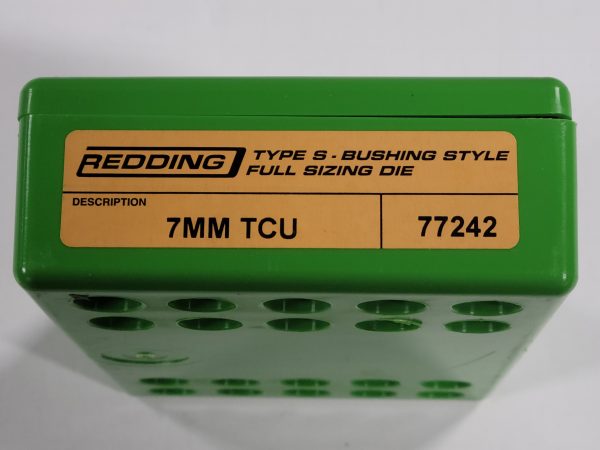 REDDING TYPE S - BUSHING STYLE
FULL SIZING DIE
DESCRIPTION
7MM TCU 77242